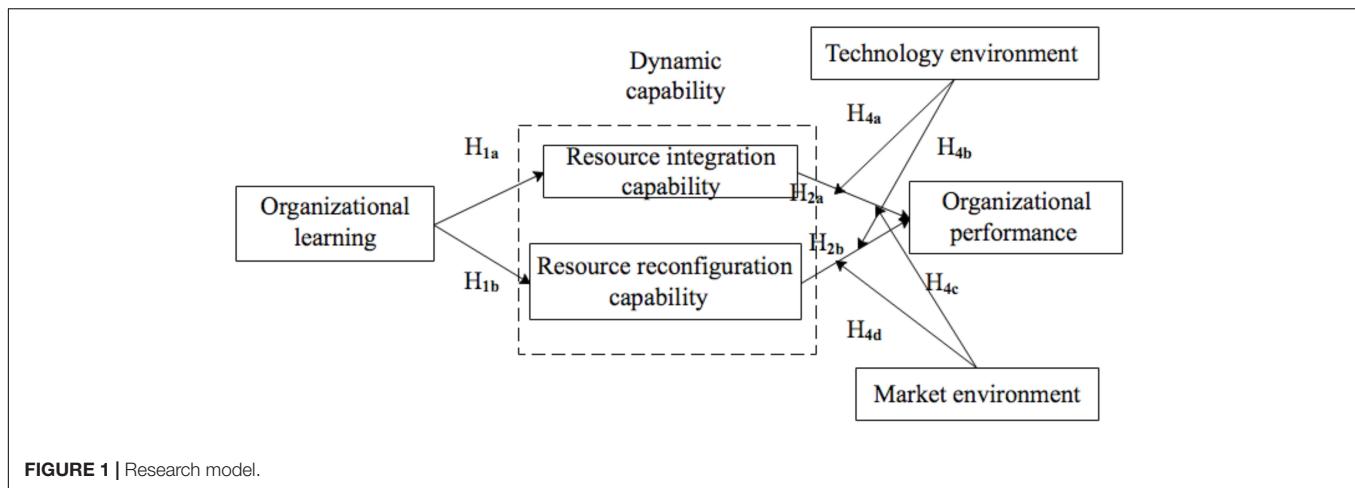 Technology environment
Dynamic
capability
H4a
H1a
H4b
Resource integration
capability
H2a
Organizational
learning
Organizational
performance
H2b
Resource reconfiguration
capability
H1b
H4c
H4d
Market environment
FIGURE 1 | Research model.